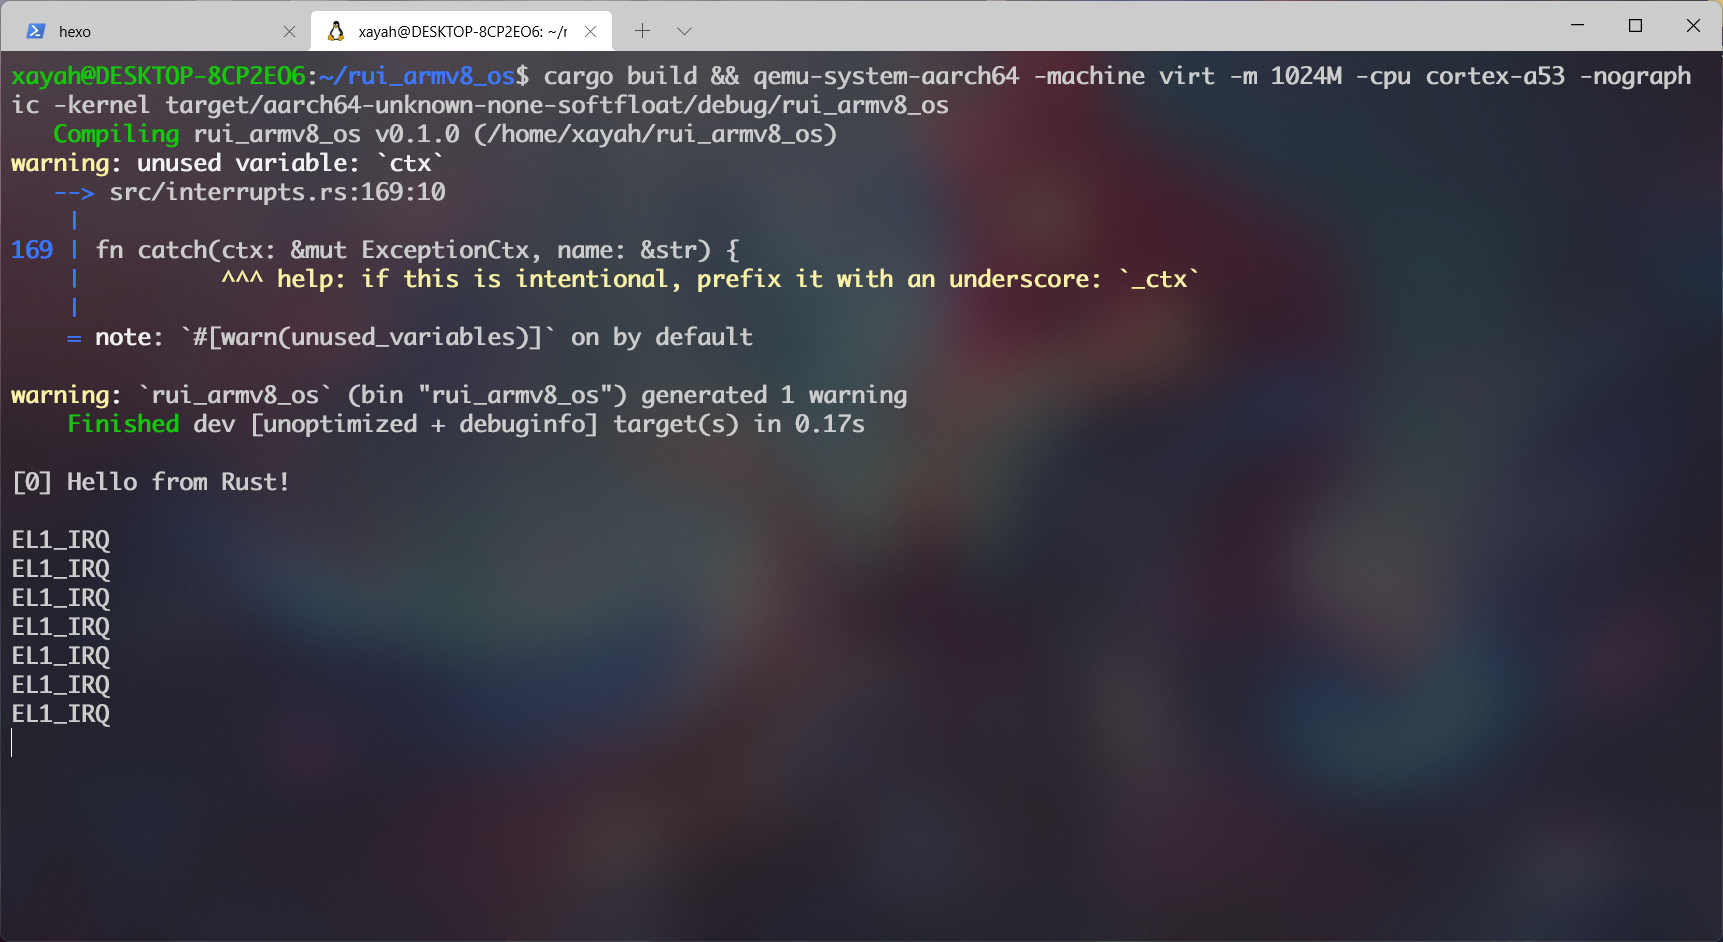 hexo
xayah@DESKTOP-8CP2EO6: ~/r
xayah@DESKTOP-8CP2EO6:~/rui_armv8_os$ cargo build && qemu-system-aarch64 -machine virt -m 1024M -cpu cortex-a53 -nograph
ic -kernel target/aarch64-unknown-none-softfloat/debug/rui_armv8_os
   Compiling rui_armv8_os v0.1.0 (/home/xayah/rui_armv8_os)
warning: unused variable: `ctx`
   --> src/interrupts.rs:169:10
    |
169 | fn catch(ctx: &mut ExceptionCtx, name: &str) {
    |          ^^^ help: if this is intentional, prefix it with an underscore: `_ctx`
    |
    = note: `#[warn(unused_variables)]` on by default
warning: `rui_armv8_os` (bin "rui_armv8_os") generated 1 warning
    Finished dev [unoptimized + debuginfo] target(s) in 0.17s
[0] Hello from Rust!
EL1_IRQ
EL1_IRQ
EL1_IRQ
EL1_IRQ
EL1_IRQ
EL1_IRQ
EL1_IRQ